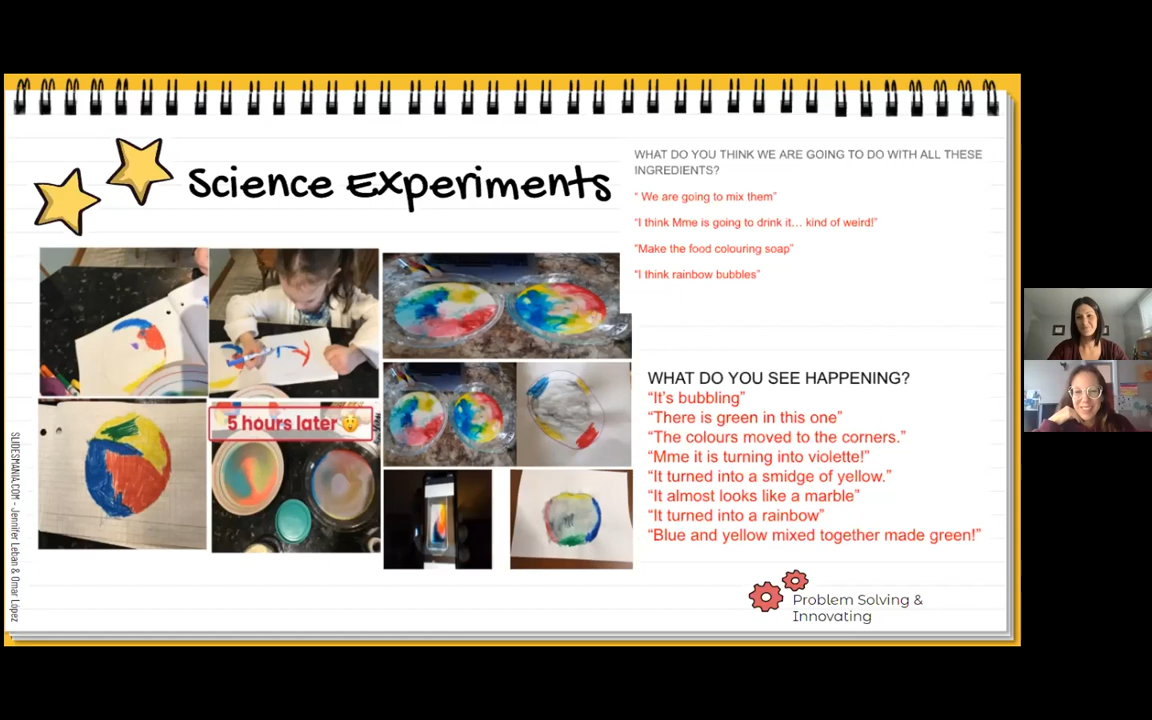 Science Experiments
WHAT DO YOU THINK WE ARE GOING TO DO WITH ALL THESE
INGREDIENTS?
“ We are going to mix them”
“I think Mme is going to drink it… kind of weird!”
“Make the food colouring soap”
“I think rainbow bubbles”
5 hours later
WHAT DO YOU SEE HAPPENING?
“It’s bubbling”
“There is green in this one”
“The colours moved to the corners.”
“Mme it is turning into violette!”
“It turned into a smidge of yellow.”
“It almost looks like a marble”
“It turned into a rainbow”
“Blue and yellow mixed together made green!”
Problem Solving &
Innovating
SLIDESMANIA.COM - Jennifer Leban & Omar López